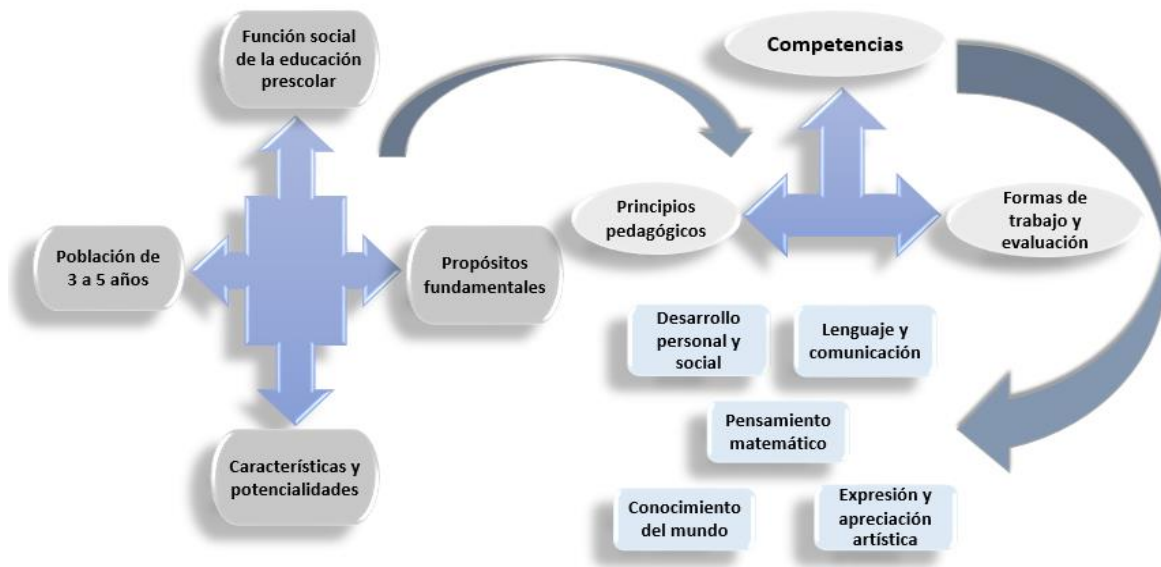 Función social
de la educación
prescolar
Población de
3 a 5 años
Propósitos
fundamentales
Características y
potencialidades
Competencias
Principios
pedagógicos
Formas de
trabajo y
evaluación
Desarrollo
personal y
social
Lenguaje y
comunicación
Pensamiento
matemático
Conocimiento
del mundo
Expresión y
apreciación
artística